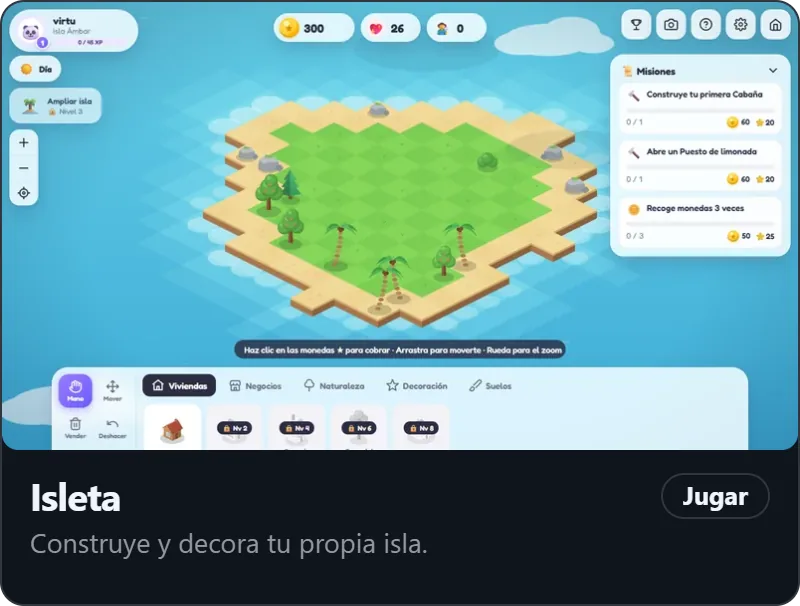 virtu
Isla Ámbar
1
0 / 45 XP
300
26
0
Día
Ampliar isla
Nivel 3
Misiones
Construye tu primera Cabaña
0 / 1
60
20
Abre un Puesto de limonada
0 / 1
60
20
Recoge monedas 3 veces
0 / 3
50
25
Haz clic en las monedas ★ para cobrar · Arrastra para moverte · Rueda para el zoom
Mano
Mover
Vender
Deshacer
Viviendas
Negocios
Naturaleza
Decoración
Suelos
Nv 2
Nv 4
Nv 6
Nv 8
Isleta
Jugar
Construye y decora tu propia isla.